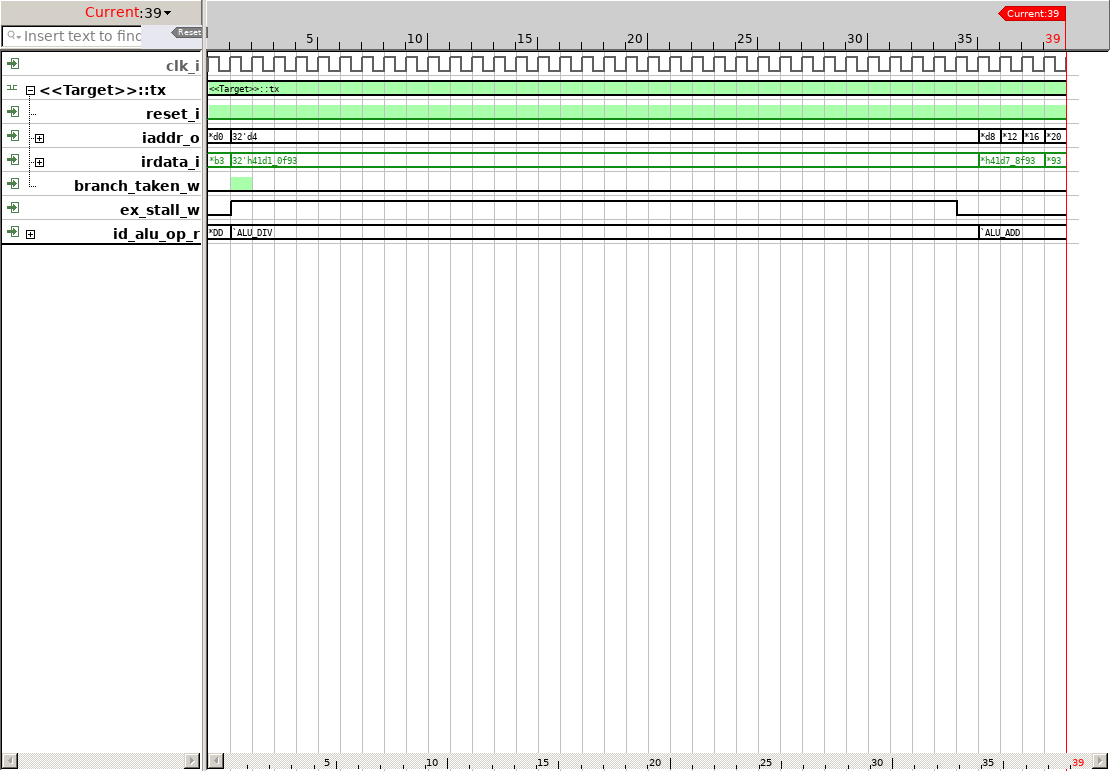 Current:39
Current:39
Insert text to find
Reset
5 10 15 20 25 30 35 39
clk_i
<<Target>>::tx <<Target>>::tx
reset_i
iaddr_o *d0 32'd4 *d8 *12 *16 *20
irdata_i *b3 32'h41d1_0f93 *h41d7_8f93 *93
branch_taken_w
ex_stall_w
id_alu_op_r *DD `ALU_DIV `ALU_ADD
5 10 15 20 25 30 35 39